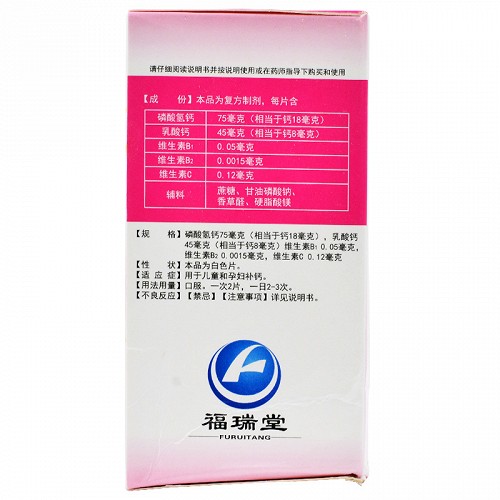 请仔细阅读说明书并按说明使用或在药师指导下购买和使用
【成 份】本品为复方制剂，每片含
磷酸氢钙 75毫克（相当于钙18毫克）
乳酸钙 45毫克（相当于钙8毫克）
维生素B₁ 0.05毫克
维生素B₂ 0.0015毫克
维生素C 0.12毫克
辅料 蔗糖、甘油磷酸钠、
香草醛、硬脂酸镁
【规 格】磷酸氢钙75毫克（相当于钙18毫克），乳酸钙
45毫克（相当于钙8毫克）维生素B₁ 0.05毫克，
维生素B₂ 0.0015毫克，维生素C 0.12毫克
【性 状】本品为白色片。
【适 应 症】用于儿童和孕妇补钙。
【用法用量】口服。一次2片，一日2-3次。
【不良反应】【禁忌】【注意事项】详见说明书。
福瑞堂
FURUITANG